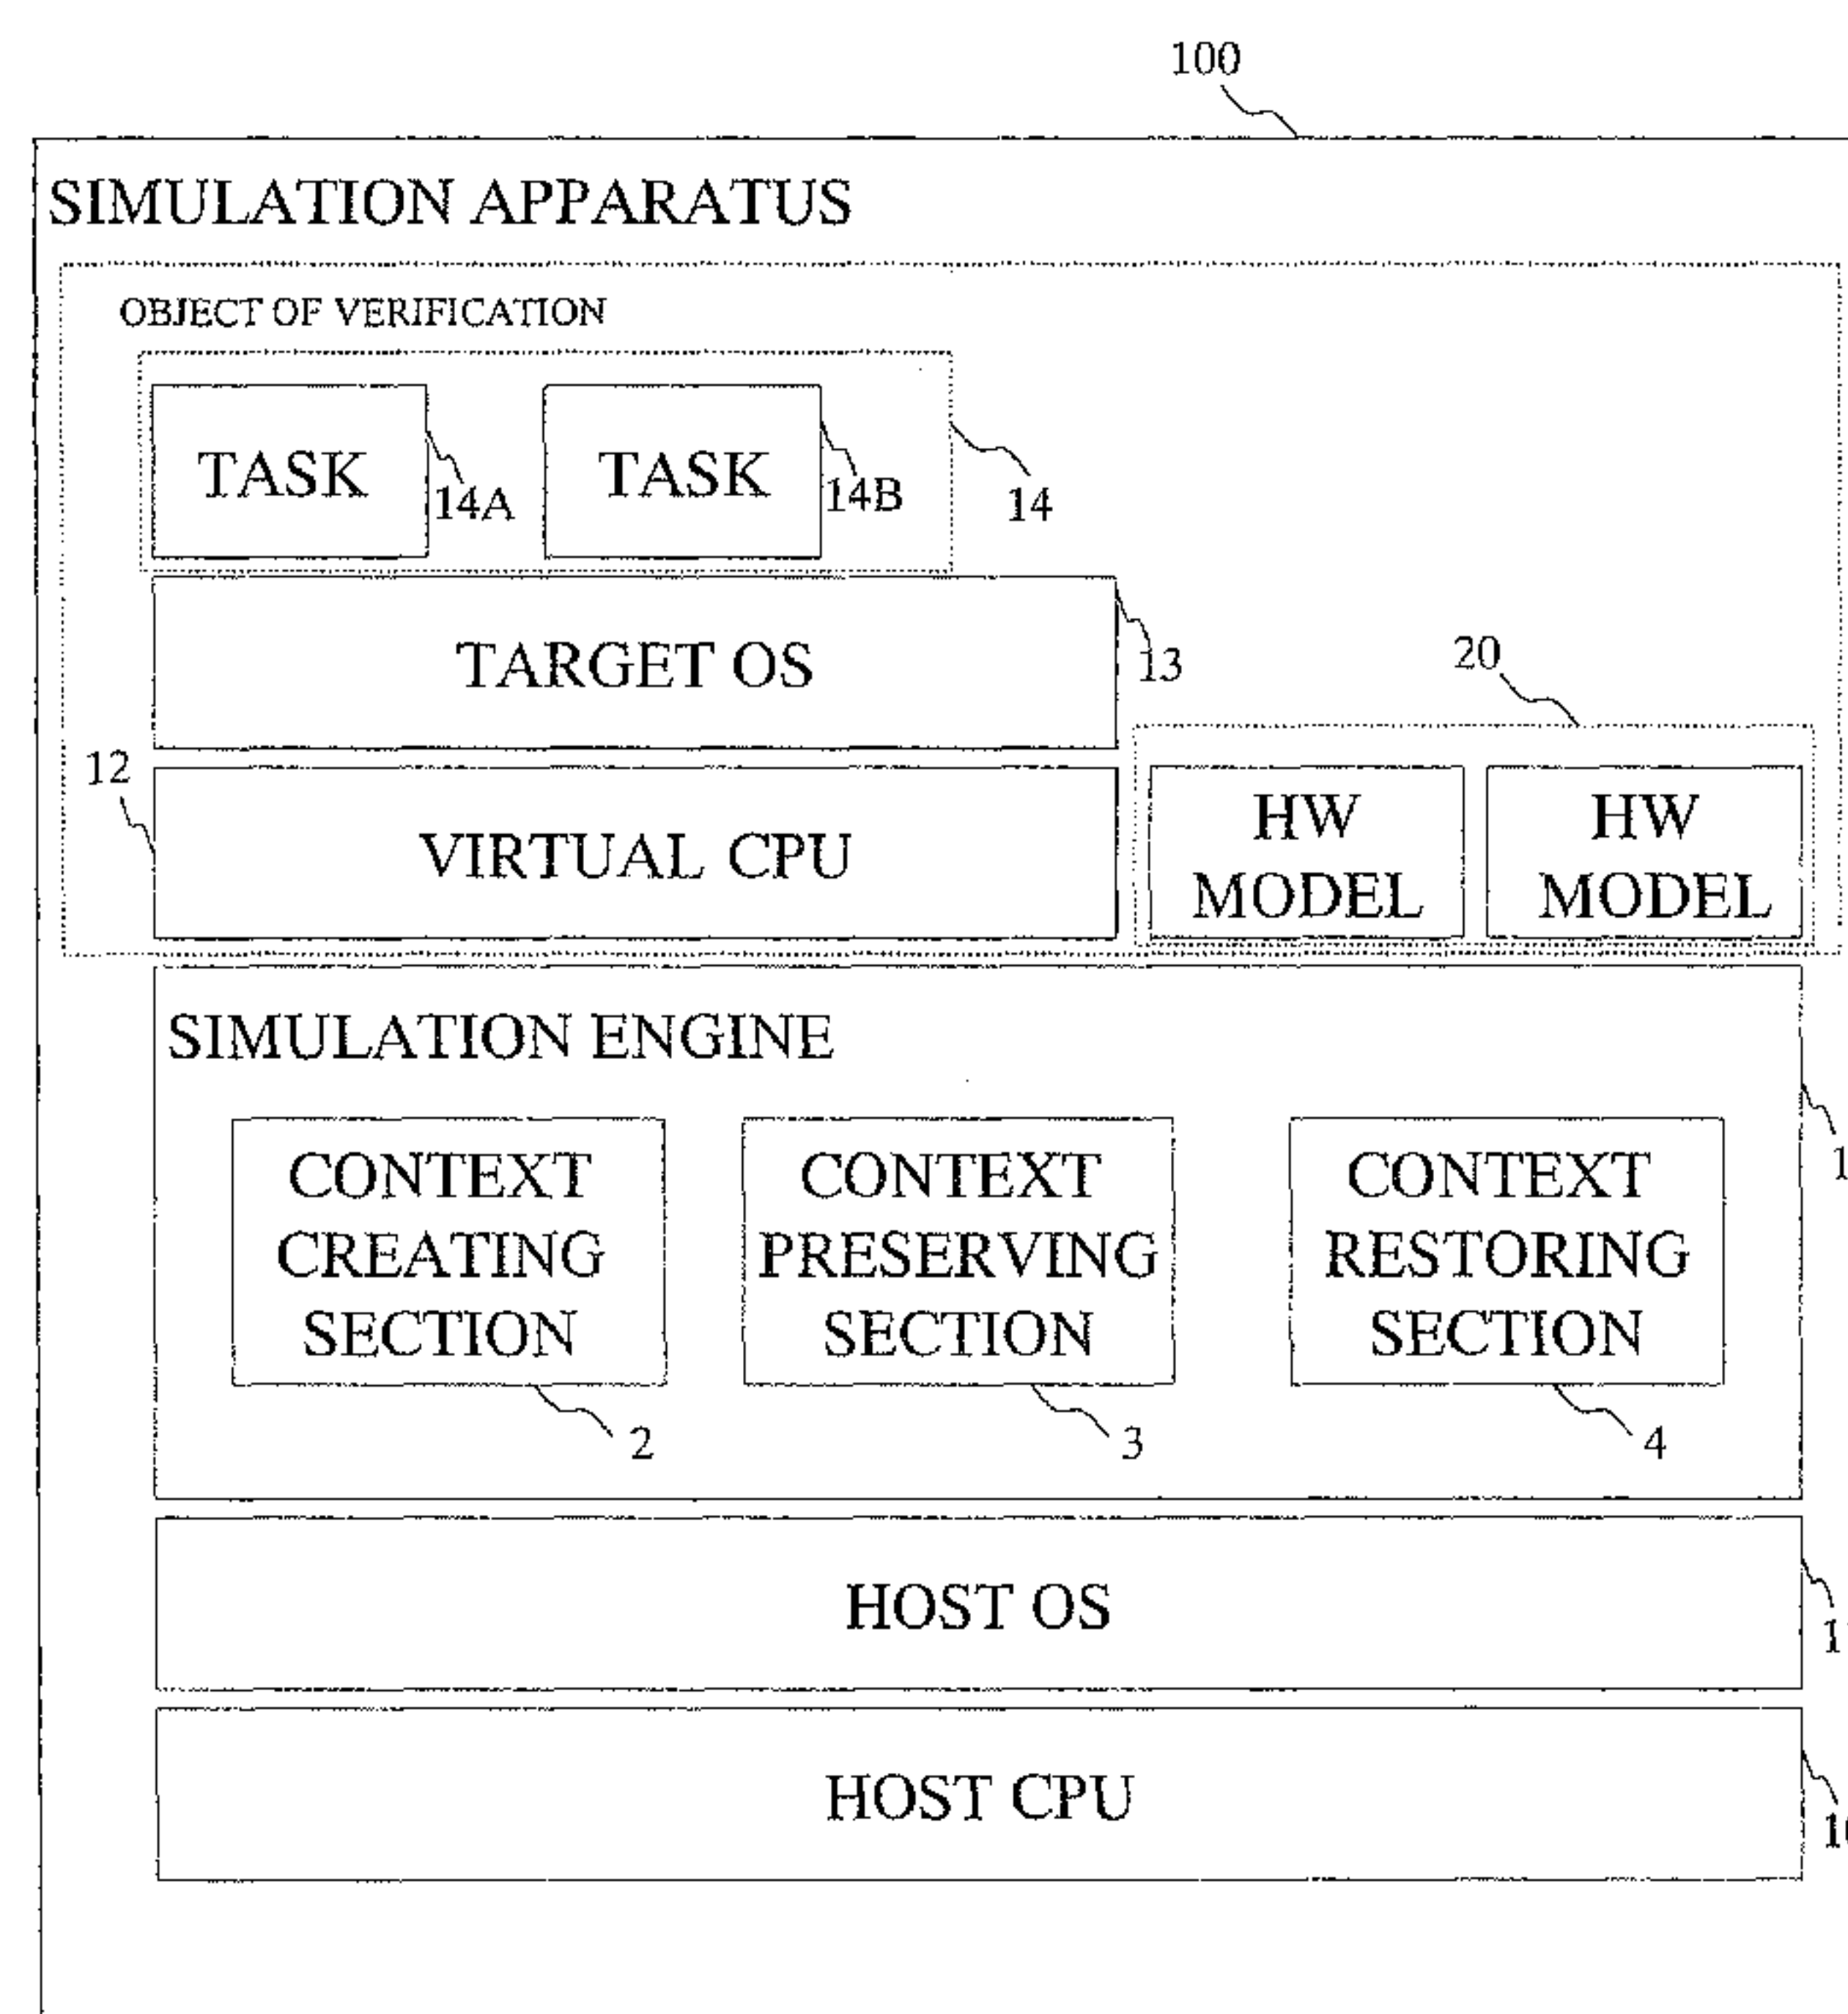 100
SIMULATION APPARATUS
OBJECT OF VERIFICATION
TASK
14A
TASK
14B
14
TARGET OS
13
20
12
VIRTUAL CPU
HW
MODEL
HW
MODEL
SIMULATION ENGINE
1
CONTEXT
CREATING
SECTION
2
CONTEXT
PRESERVING
SECTION
3
CONTEXT
RESTORING
SECTION
4
HOST OS
HOST CPU